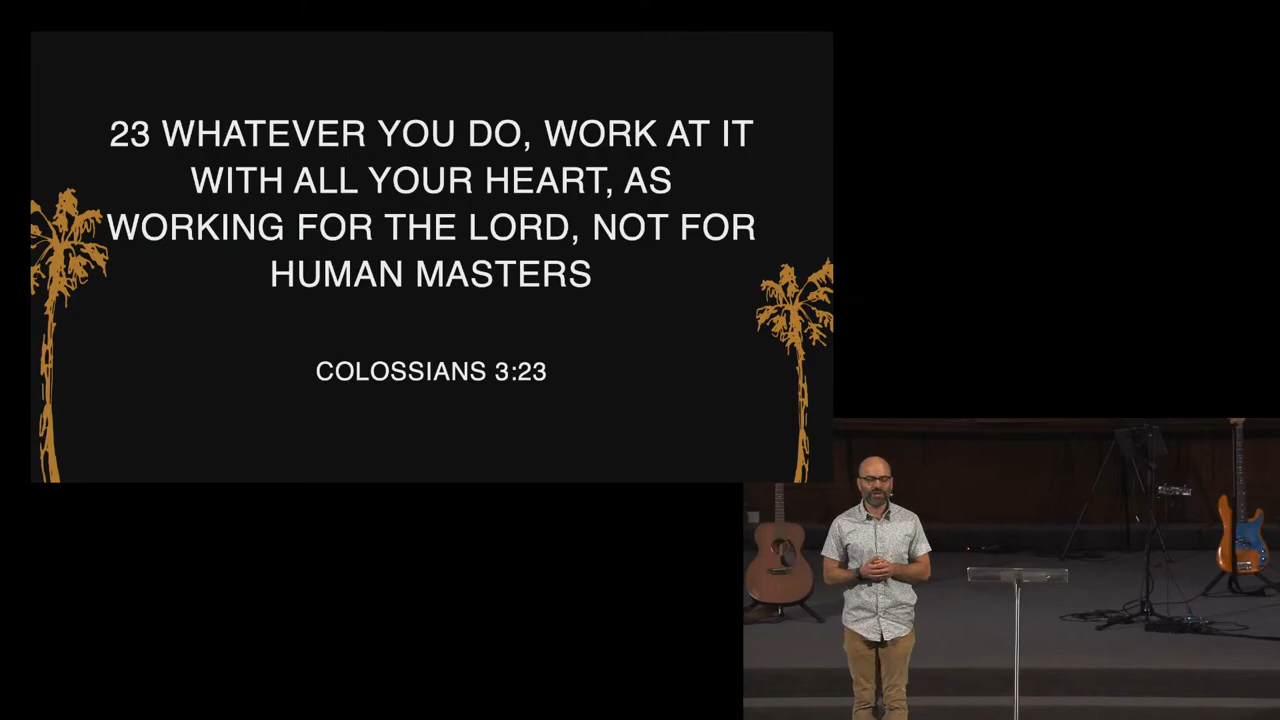 23 WHATEVER YOU DO, WORK AT IT
WITH ALL YOUR HEART, AS
WORKING FOR THE LORD, NOT FOR
HUMAN MASTERS
COLOSSIANS 3:23